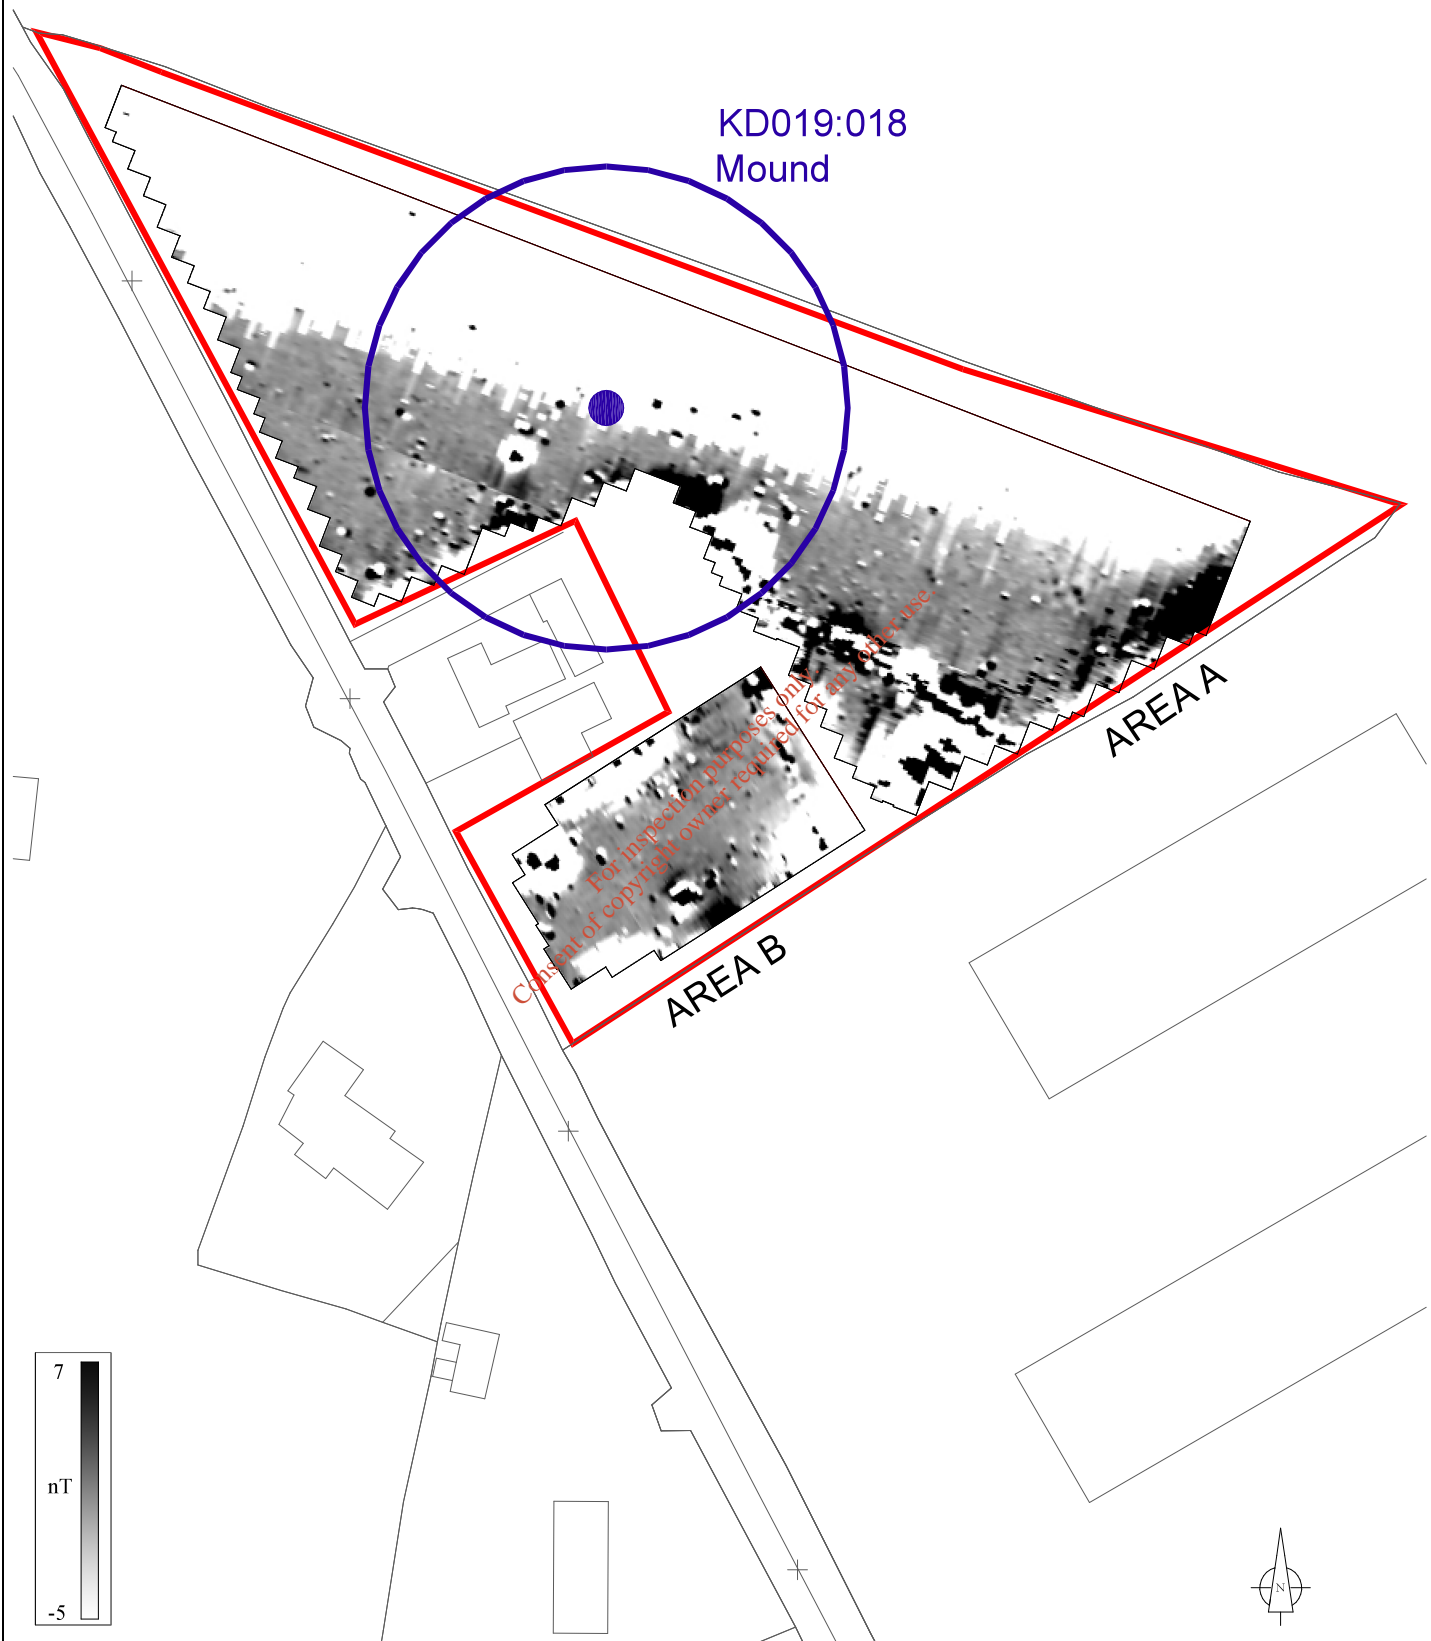 KD019:018
Mound
AREA A
For inspection purposes only.
Consent of copyright owner required for any other use.
AREA B
7
nT
-5
N